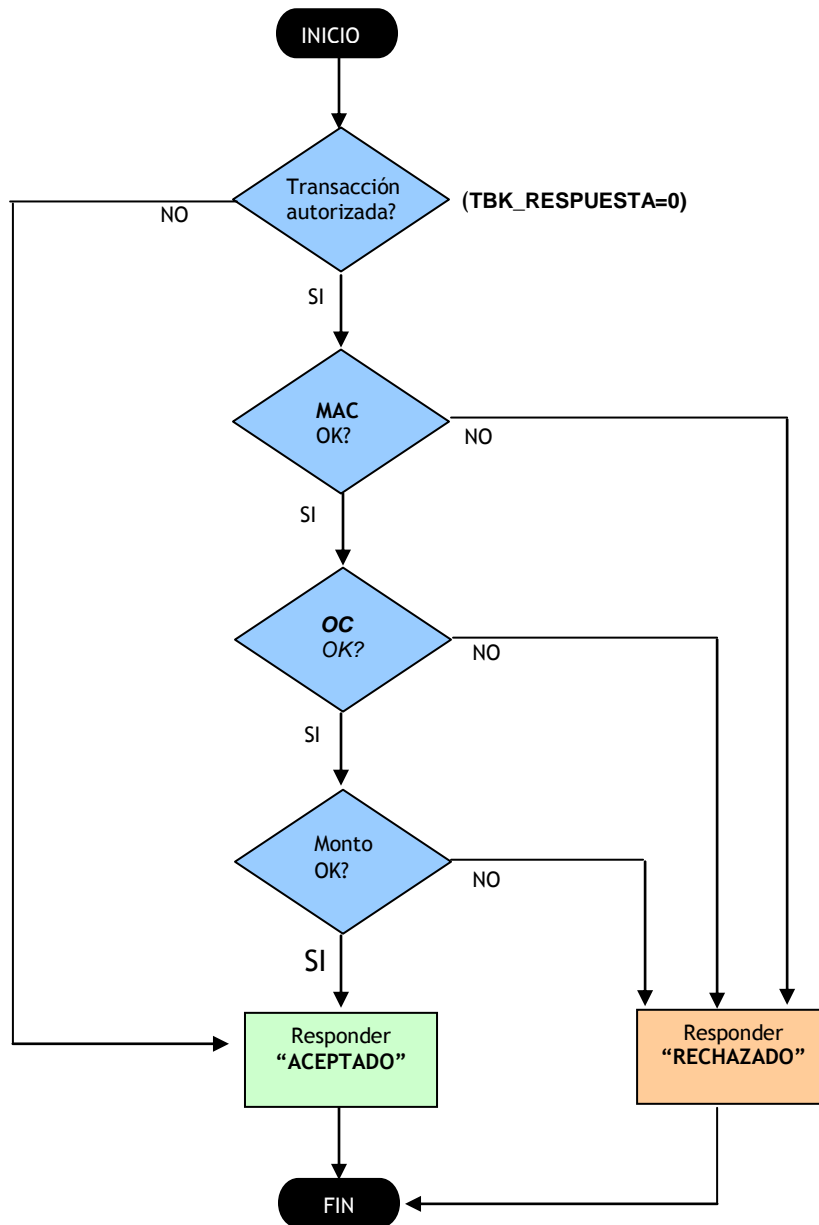 INICIO
Transacción
autorizada?
(TBK_RESPUESTA=0)
NO
SI
MAC
OK?
NO
SI
OC
OK?
NO
SI
Monto
OK?
NO
SI
Responder
“ACEPTADO”
Responder
“RECHAZADO”
FIN